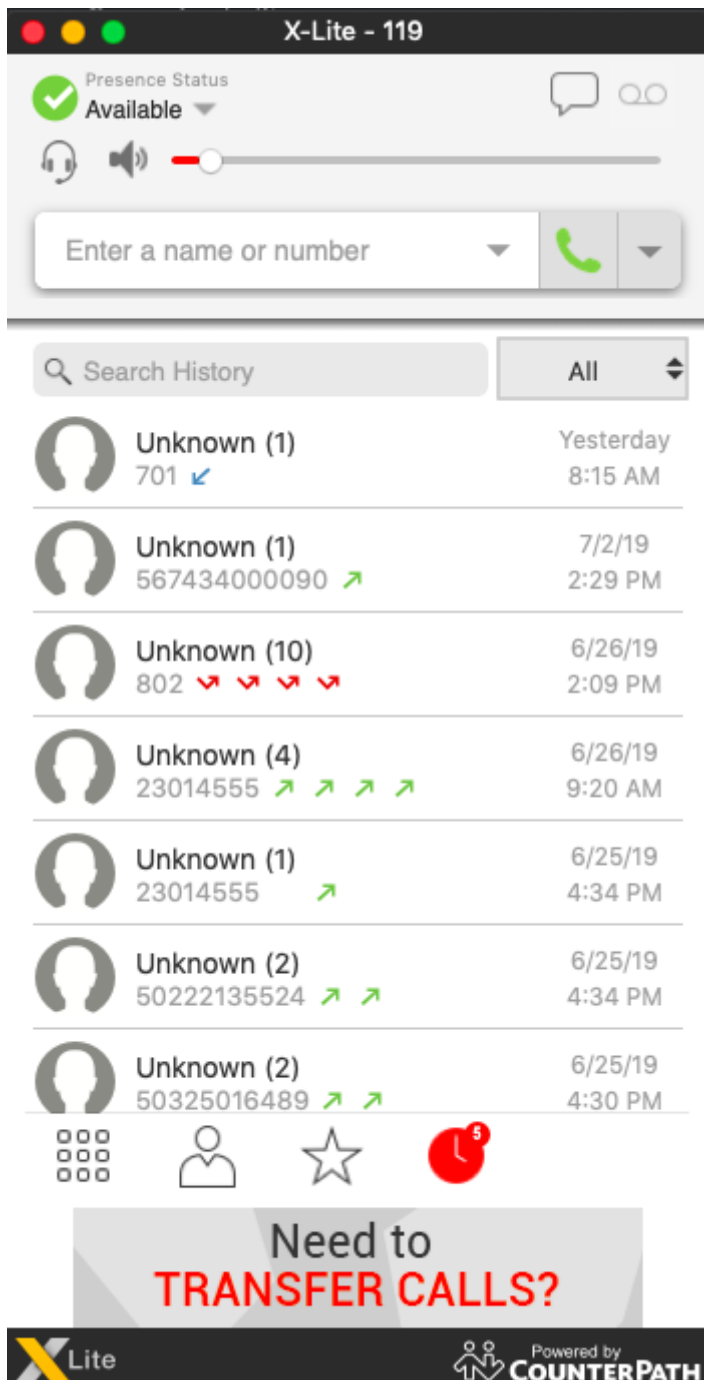 X-Lite - 119
Presence Status
Available
Enter a name or number
Search History
All
Unknown (1)
Yesterday
701
8:15 AM
Unknown (1)
7/2/19
567434000090
2:29 PM
Unknown (10)
6/26/19
802
2:09 PM
Unknown (4)
6/26/19
23014555
9:20 AM
Unknown (1)
6/25/19
23014555
4:34 PM
Unknown (2)
6/25/19
50222135524
4:34 PM
Unknown (2)
6/25/19
50325016489
4:30 PM
5
Need to
TRANSFER CALLS?
X Lite
Powered by
COUNTERPATH